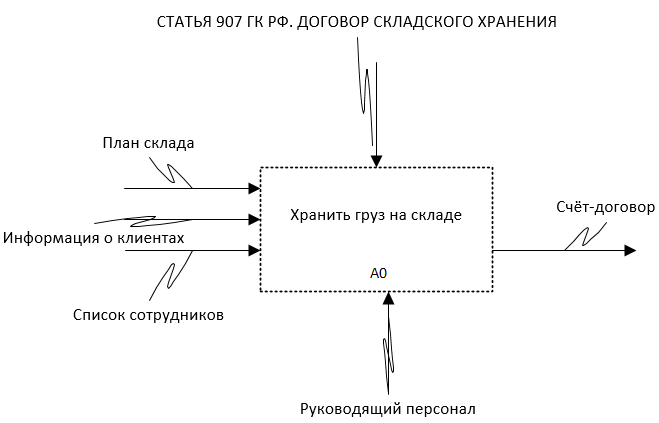 СТАТЬЯ 907 ГК РФ. ДОГОВОР СКЛАДСКОГО ХРАНЕНИЯ
План склада
Информация о клиентах
Список сотрудников
Хранить груз на складе
A0
Счёт-договор
Руководящий персонал